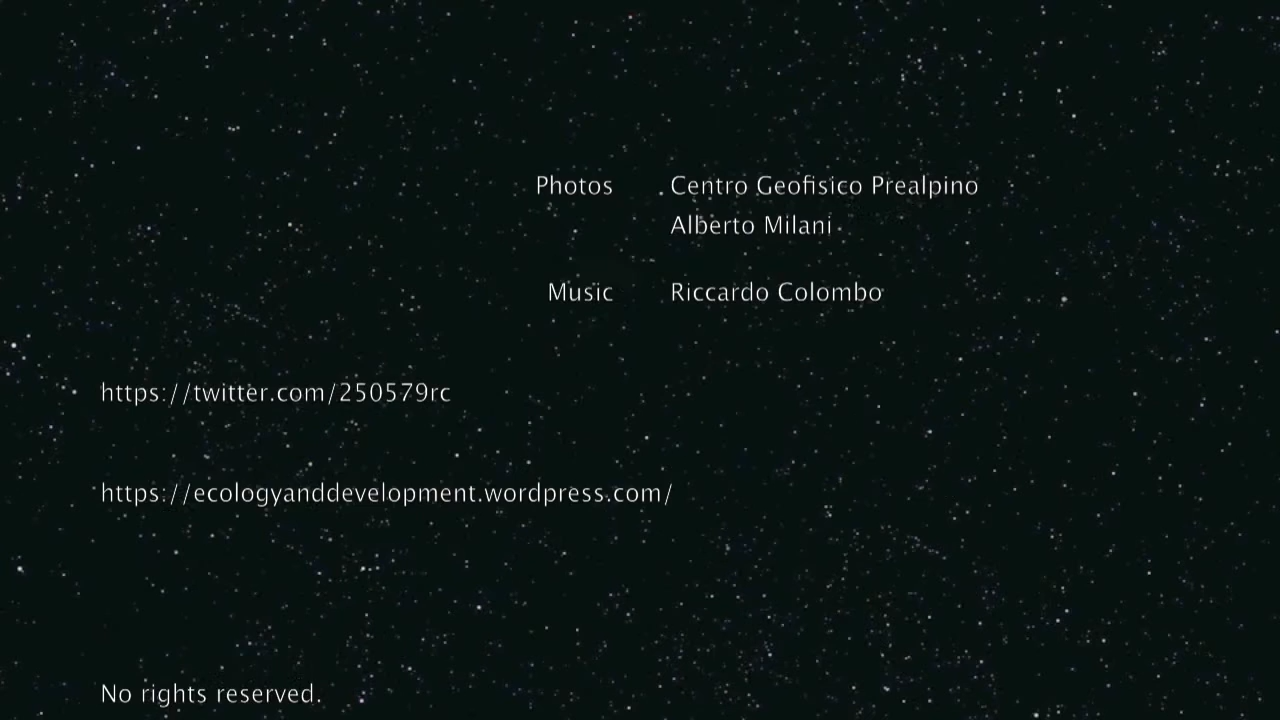 Photos Centro Geofisico Prealpino
Alberto Milani
Music Riccardo Colombo
https://twitter.com/250579rc
https://ecologyanddevelopment.wordpress.com/
No rights reserved.